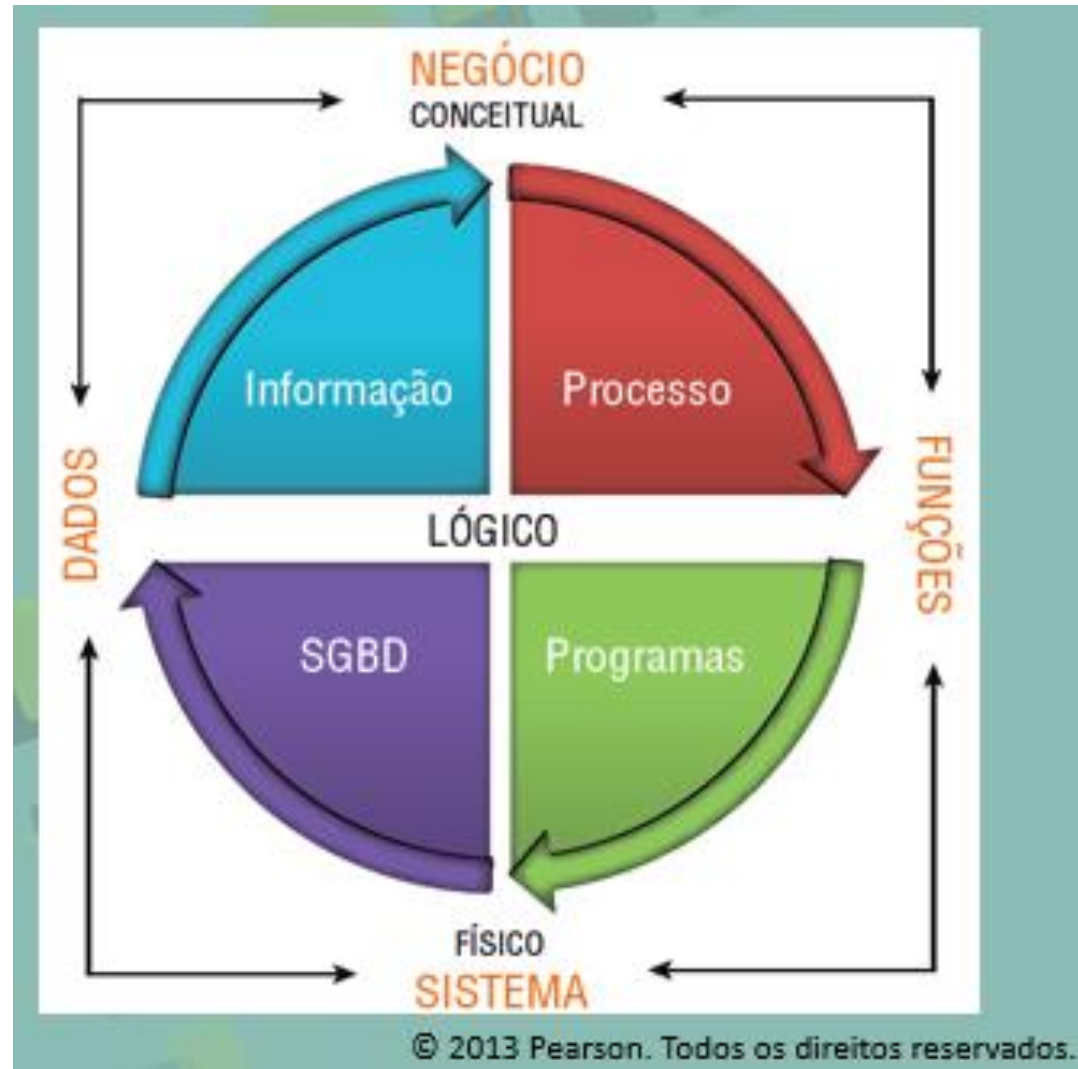 NEGÓCIO
CONCEITUAL
Informação
Processo
DADOS
LÓGICO
FUNÇÕES
SGBD
Programas
FÍSICO
SISTEMA
© 2013 Pearson. Todos os direitos reservados.